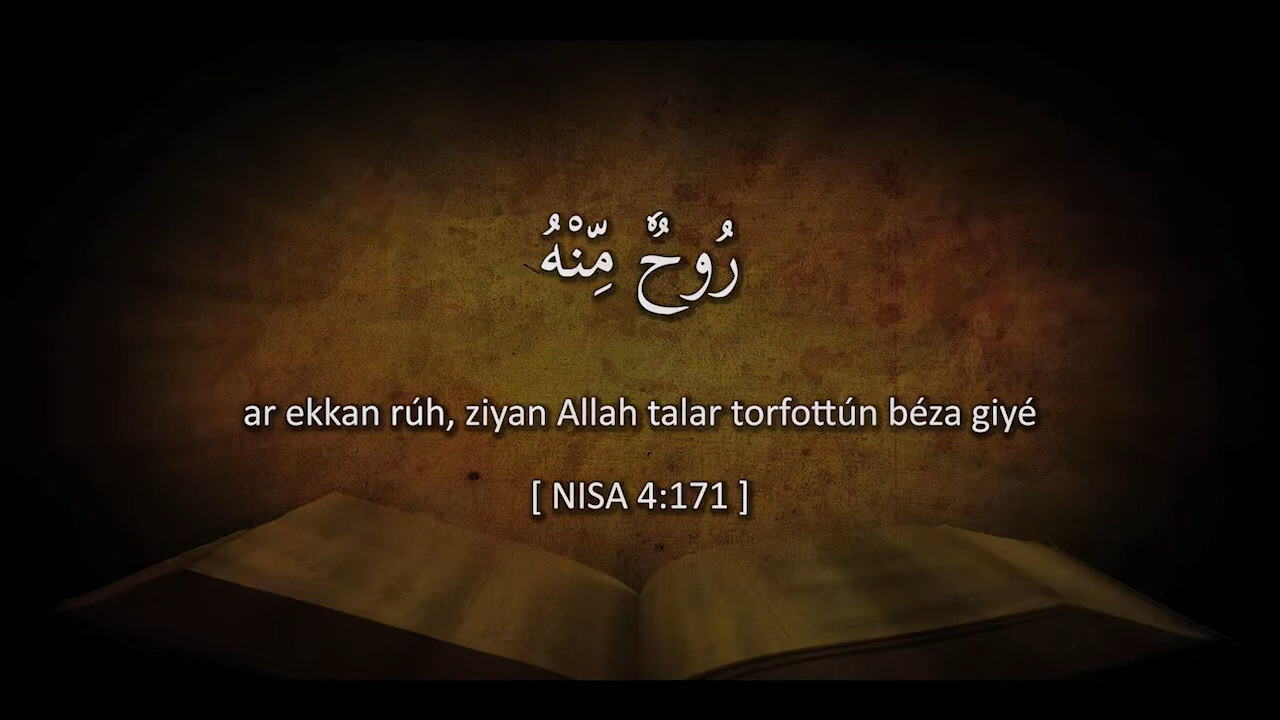 رُوحٌ مِّنْهُ
ar ekkan rúh, ziyan Allah talar torfottún béza giyé
[ NISA 4:171 ]